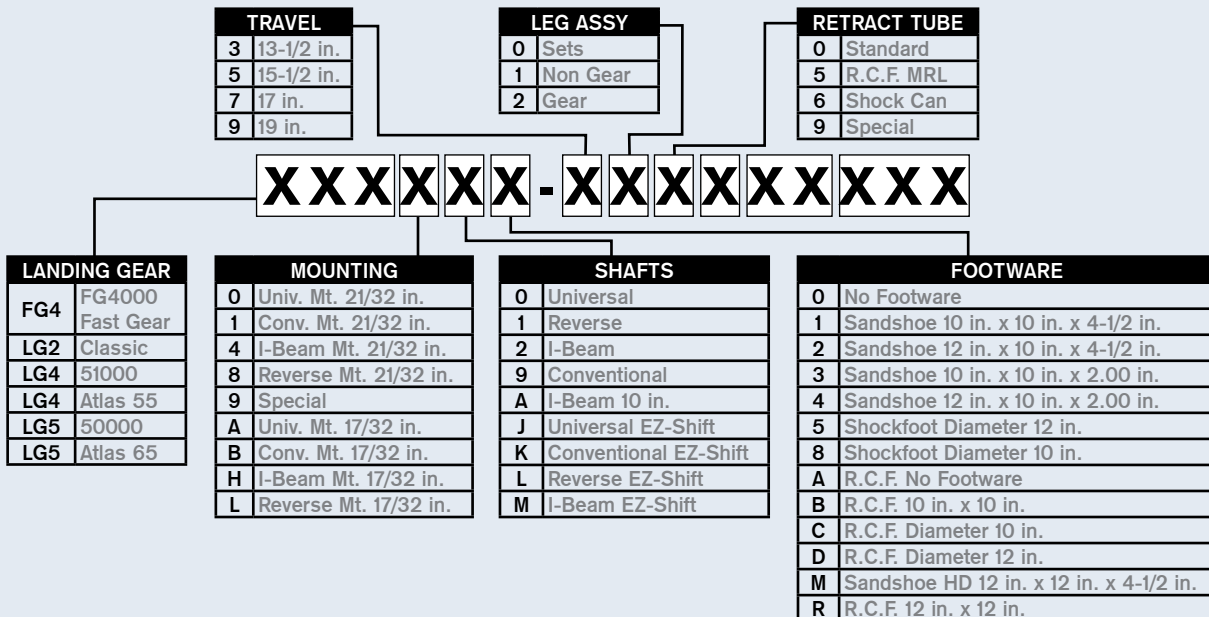 TRAVEL
3 13-1/2 in.
5 15-1/2 in.
7 17 in.
9 19 in.
LEG ASSY
0 Sets
1 Non Gear
2 Gear
RETRACT TUBE
0 Standard
5 R.C.F. MRL
6 Shock Can
9 Special
XXXXXX-XXXXXXXXX
LANDING GEAR
FG4 FG4000
Fast Gear
LG2 Classic
LG4 51000
LG4 Atlas 55
LG5 50000
LG5 Atlas 65
MOUNTING
0 Univ. Mt. 21/32 in.
1 Conv. Mt. 21/32 in.
4 I-Beam Mt. 21/32 in.
8 Reverse Mt. 21/32 in.
9 Special
A Univ. Mt. 17/32 in.
B Conv. Mt. 17/32 in.
H I-Beam Mt. 17/32 in.
L Reverse Mt. 17/32 in.
SHAFTS
0 Universal
1 Reverse
2 I-Beam
9 Conventional
A I-Beam 10 in.
J Universal EZ-Shift
K Conventional EZ-Shift
L Reverse EZ-Shift
M I-Beam EZ-Shift
FOOTWARE
0 No Footware
1 Sandshoe 10 in. x 10 in. x 4-1/2 in.
2 Sandshoe 12 in. x 10 in. x 4-1/2 in.
3 Sandshoe 10 in. x 10 in. x 2.00 in.
4 Sandshoe 12 in. x 10 in. x 2.00 in.
5 Shockfoot Diameter 12 in.
8 Shockfoot Diameter 10 in.
A R.C.F. No Footware
B R.C.F. 10 in. x 10 in.
C R.C.F. Diameter 10 in.
D R.C.F. Diameter 12 in.
M Sandshoe HD 12 in. x 12 in. x 4-1/2 in.
R R.C.F. 12 in. x 12 in.